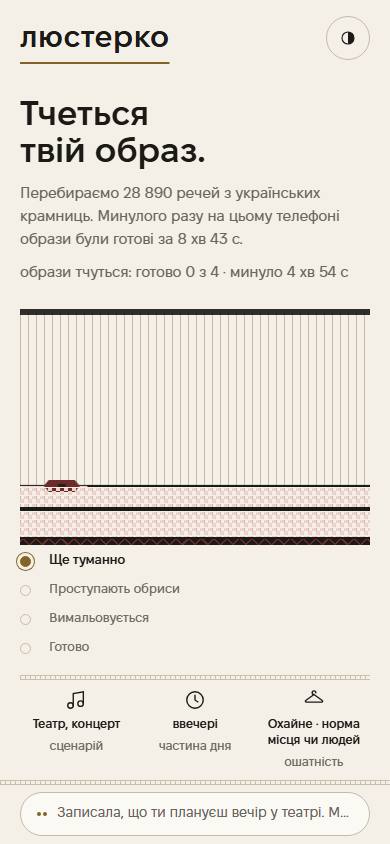 люстерко
Тчеться
твій образ.
Перебираємо 28 890 речей з українських
крамниць. Минулого разу на цьому телефоні
образи були готові за 8 хв 43 с.
образи тчуться: готово 0 з 4 · минуло 4 хв 54 с
Ще туманно
Проступають обриси
Вимальовується
Готово
Театр, концерт
сценарій
ввечері
частина дня
Охайне · норма
місця чи людей
ошатність
Записала, що ти плануєш вечір у театрі. М...